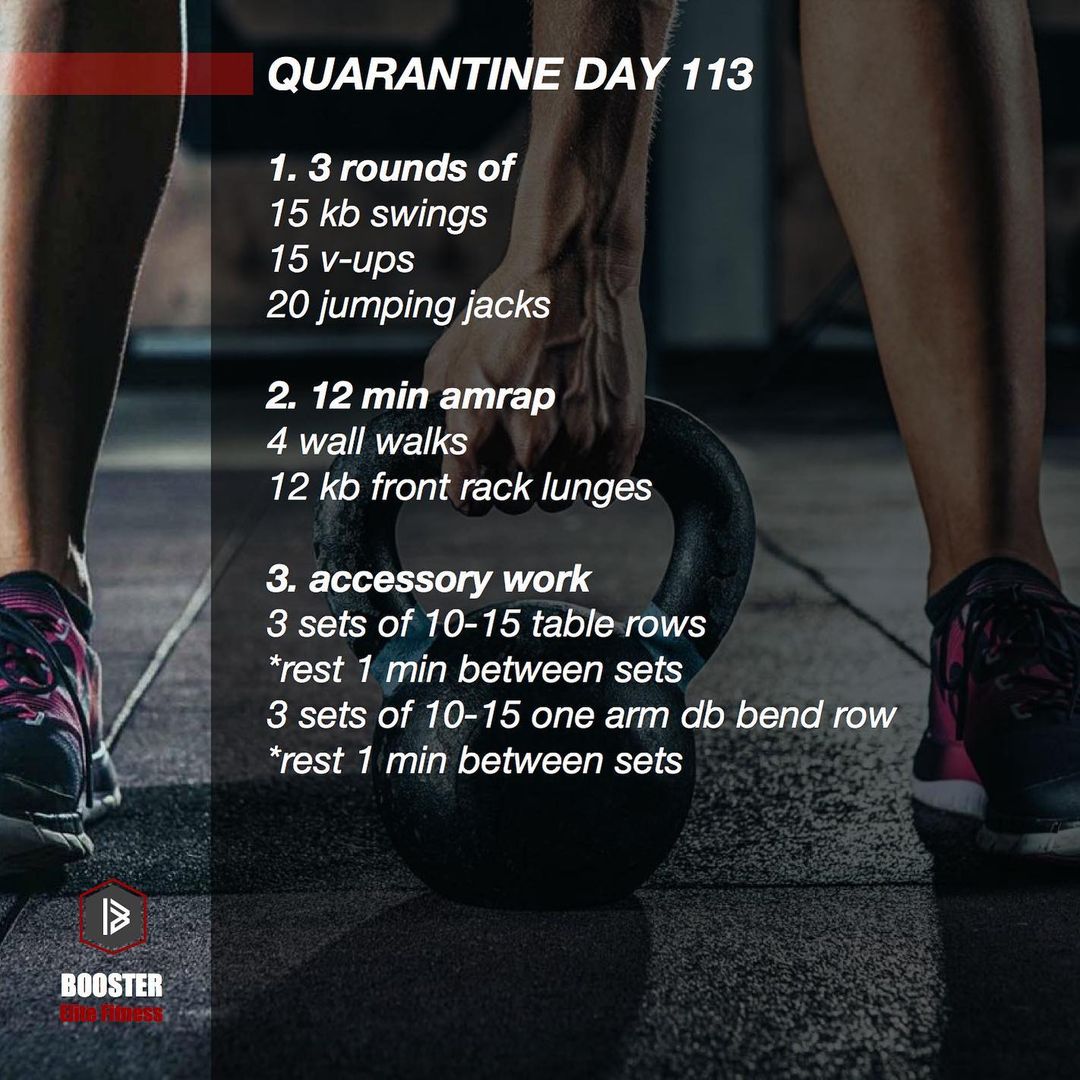 QUARANTINE DAY 113
1. 3 rounds of
15 kb swings
15 v-ups
20 jumping jacks
2. 12 min amrap
4 wall walks
12 kb front rack lunges
3. accessory work
3 sets of 10-15 table rows
*rest 1 min between sets
3 sets of 10-15 one arm db bend row
*rest 1 min between sets
BOOSTER
Elite Fitness